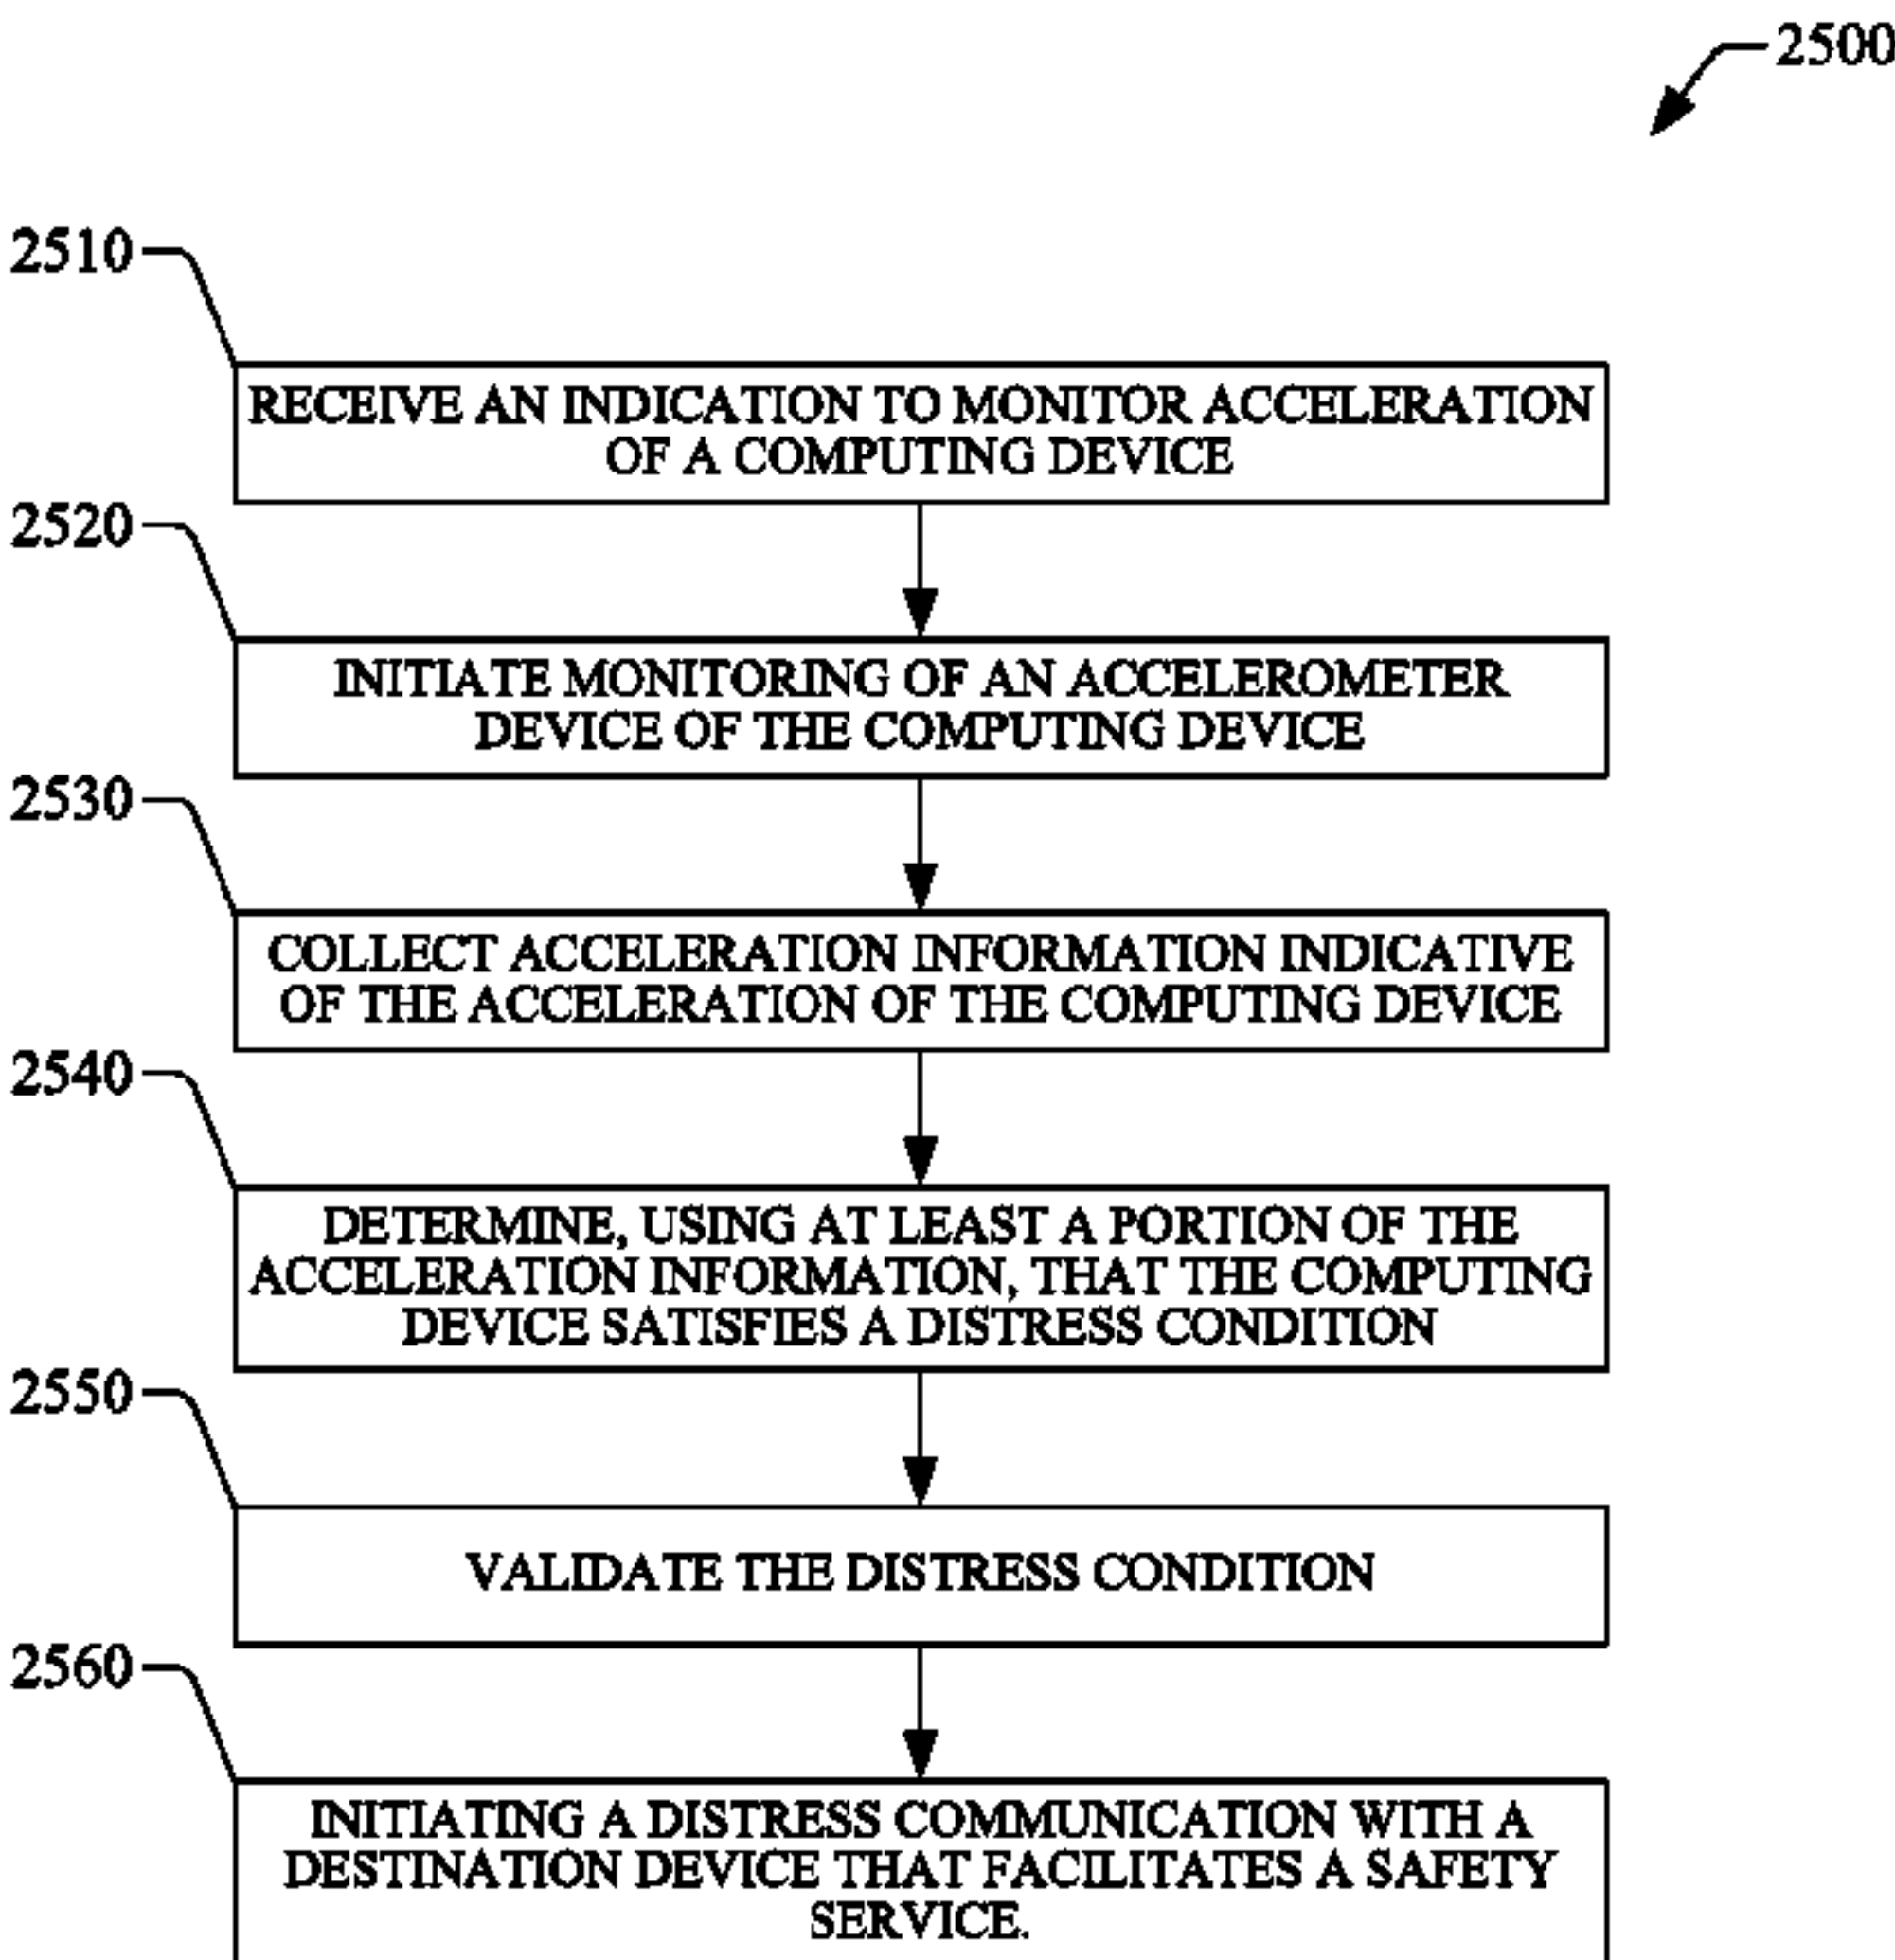 2500
2510
RECEIVE AN INDICATION TO MONITOR ACCELERATION
OF A COMPUTING DEVICE
2520
INITIATE MONITORING OF AN ACCELEROMETER
DEVICE OF THE COMPUTING DEVICE
2530
COLLECT ACCELERATION INFORMATION INDICATIVE
OF THE ACCELERATION OF THE COMPUTING DEVICE
2540
DETERMINE, USING AT LEAST A PORTION OF THE
ACCELERATION INFORMATION, THAT THE COMPUTING
DEVICE SATISFIES A DISTRESS CONDITION
2550
VALIDATE THE DISTRESS CONDITION
2560
INITIATING A DISTRESS COMMUNICATION WITH A
DESTINATION DEVICE THAT FACILITATES A SAFETY
SERVICE.